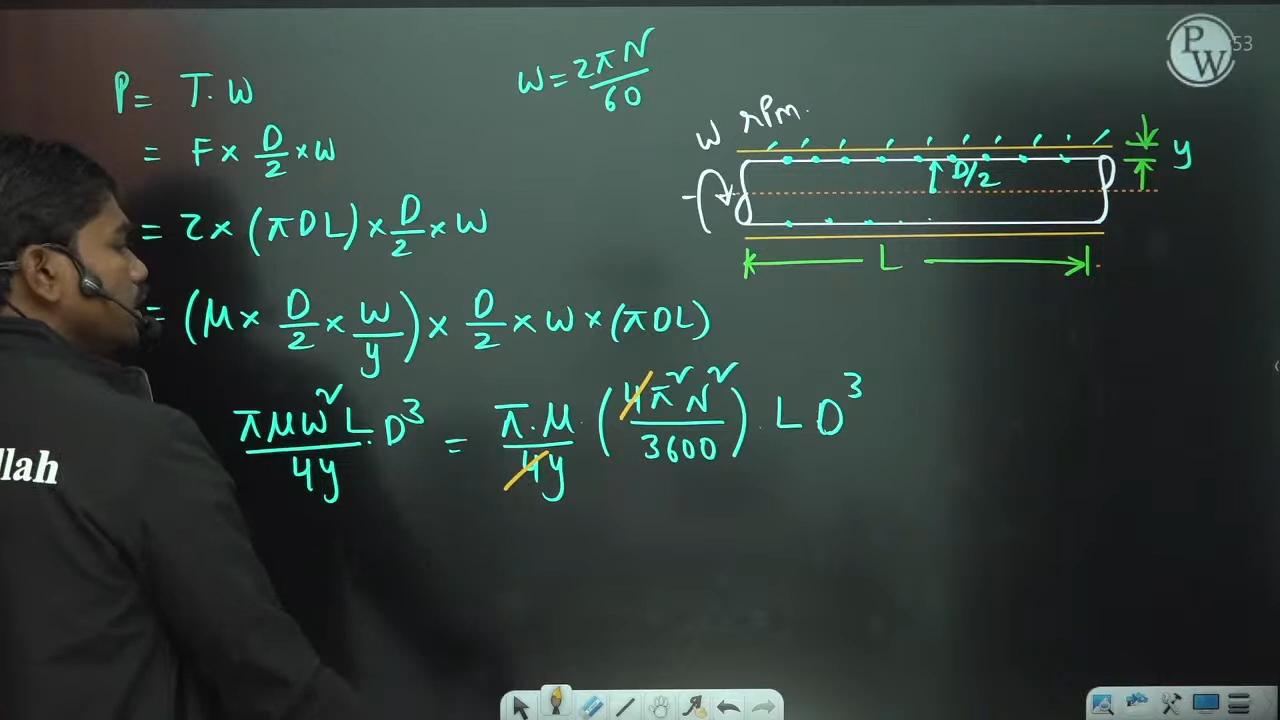 P = T.W
W = 2πN/60
PW
53
W rpm.
= F × D/2 × W
y
D/2
= τ × (πDL) × D/2 × W
L
= (μ × D/2 × W/y) × D/2 × W × (πDL)
πμW²L/4y . D³ = π.μ/4y . (4π²N²/3600) . L D³
llah